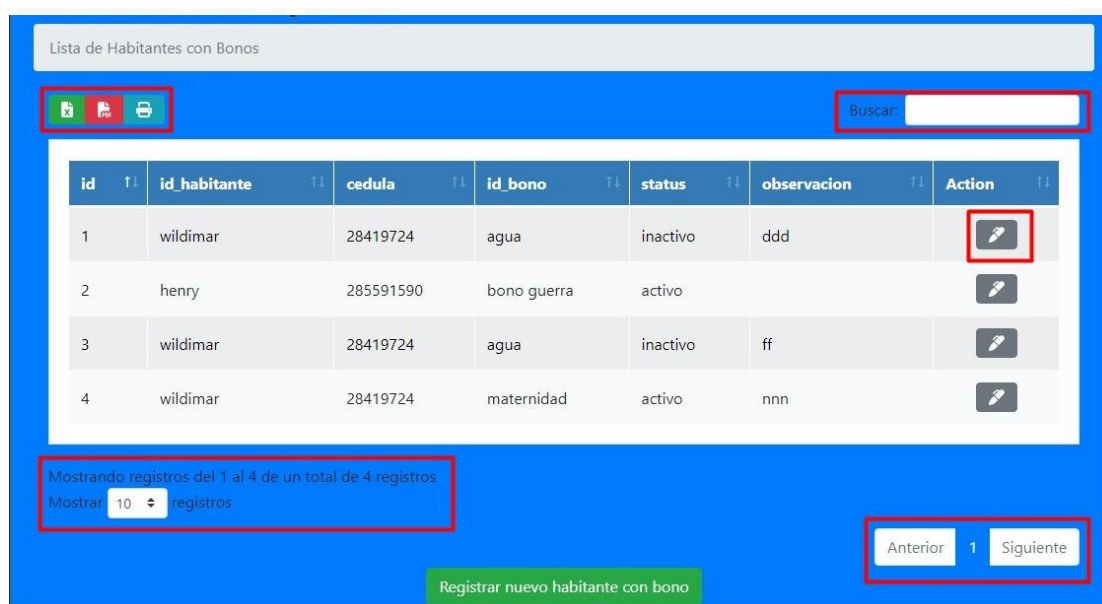 Lista de Habitantes con Bonos
Buscar:
id id_habitante cedula id_bono status observacion Action
1 wildimar 28419724 agua inactivo ddd
2 henry 285591590 bono guerra activo
3 wildimar 28419724 agua inactivo ff
4 wildimar 28419724 maternidad activo nnn
Mostrando registros del 1 al 4 de un total de 4 registros
Mostrar 10 registros
Anterior 1 Siguiente
Registrar nuevo habitante con bono